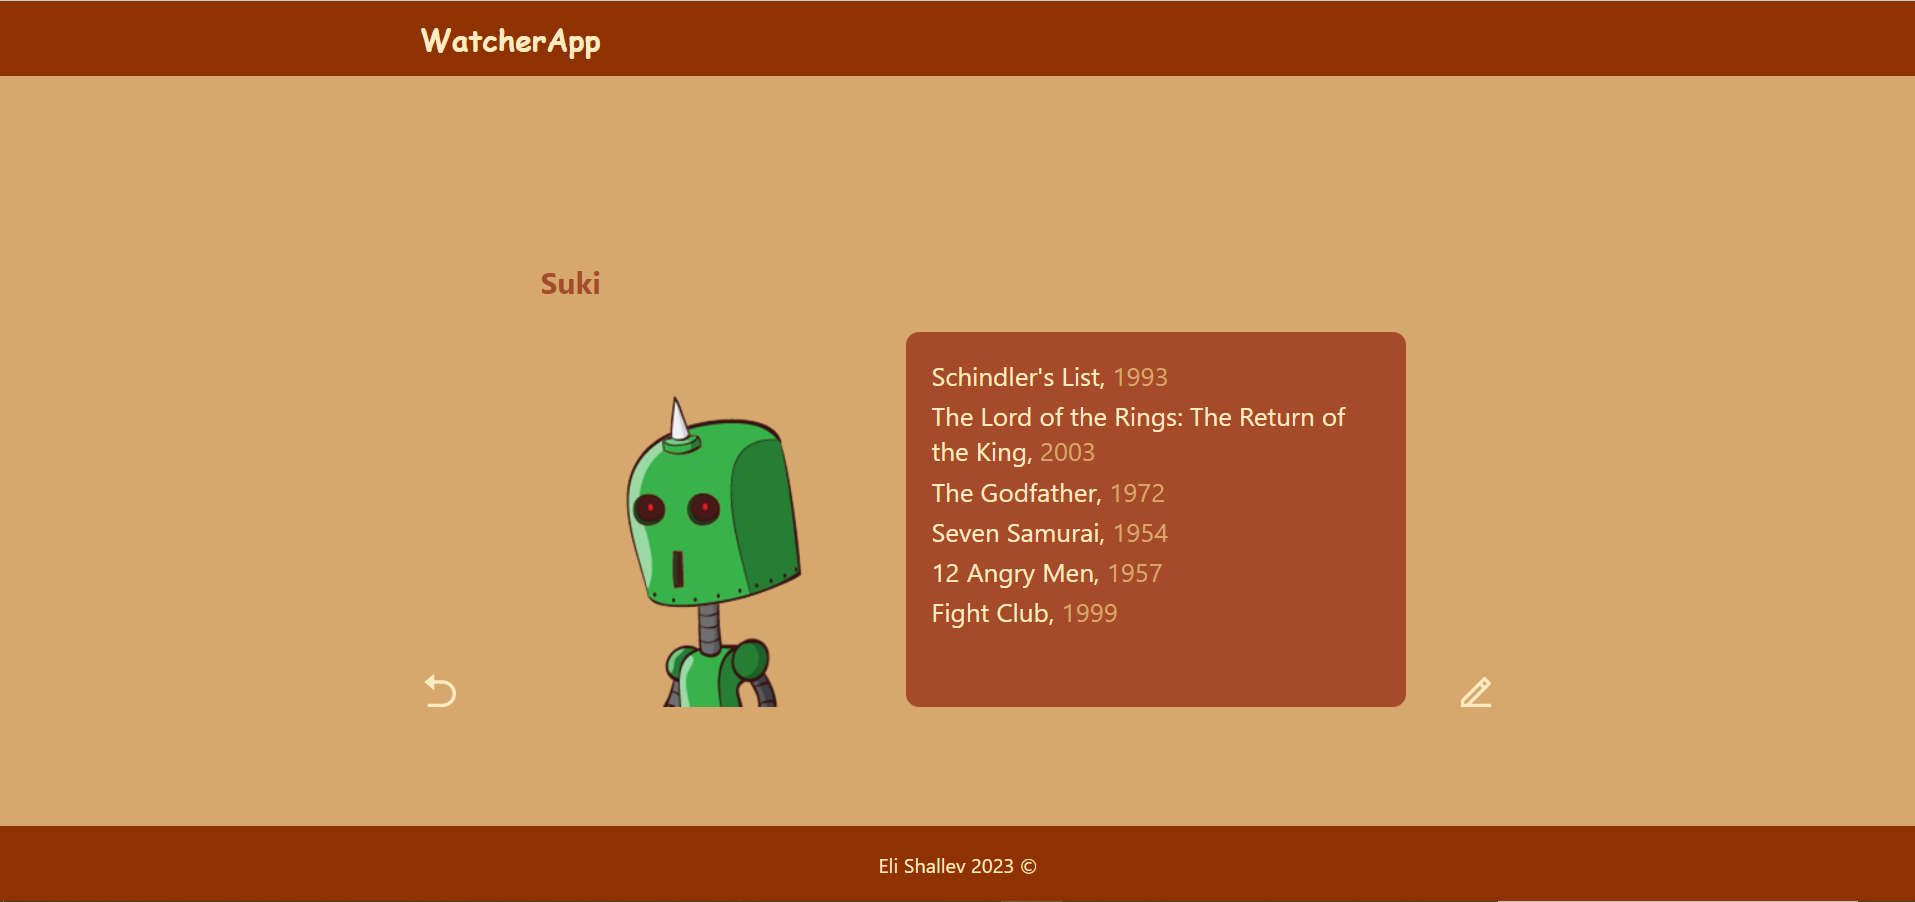 WatcherApp
Suki
Schindler's List, 1993
The Lord of the Rings: The Return of
the King, 2003
The Godfather, 1972
Seven Samurai, 1954
12 Angry Men, 1957
Fight Club, 1999
Eli Shallev 2023 ©